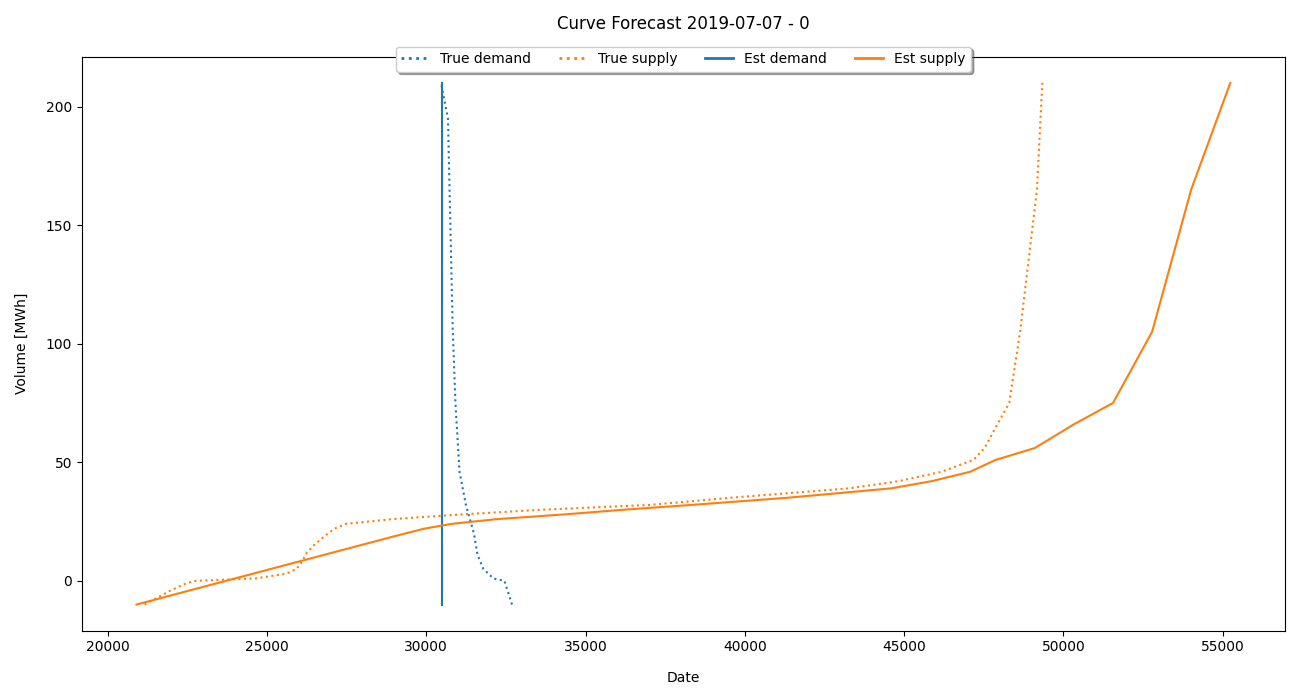 Curve Forecast 2019-07-07 - 0
True demand True supply Est demand Est supply
200
150
100
50
0
Volume [MWh]
20000 25000 30000 35000 40000 45000 50000 55000
Date